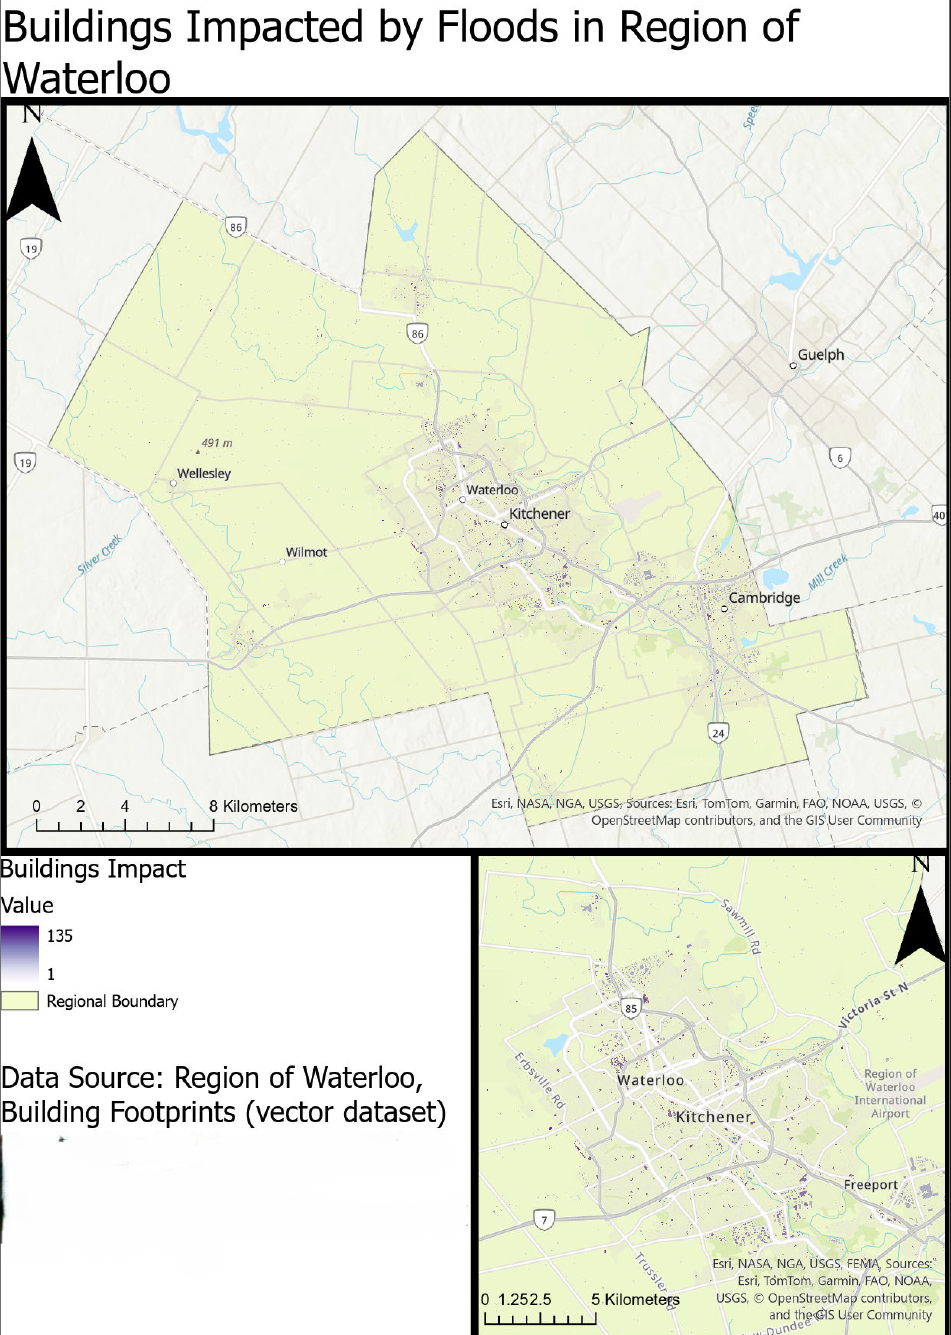 Buildings Impacted by Floods in Region of
Waterloo
N
Speed
86
19
86
Guelph
491 m
19
6
Wellesley
Waterloo
Kitchener
40
Silver Creek
Wilmot
Mill Creek
Cambridge
24
0 2 4 8 Kilometers
Esri, NASA, NGA, USGS, Sources: Esri, TomTom, Garmin, FAO, NOAA, USGS, ©
OpenStreetMap contributors, and the GIS User Community
Buildings Impact
Value
135
1
Regional Boundary
Data Source: Region of Waterloo,
Building Footprints (vector dataset)
N
Sawmill Rd
85
Victoria St N
Erbsville Rd
Waterloo
Region of
Waterloo
International
Airport
Kitchener
Freeport
7
Trussler Rd
Esri, NASA, NGA, USGS, FEMA, Sources:
Esri, TomTom, Garmin, FAO, NOAA,
USGS, © OpenStreetMap contributors,
and the GIS User Community
0 1.252.5 5 Kilometers
W-Dundee